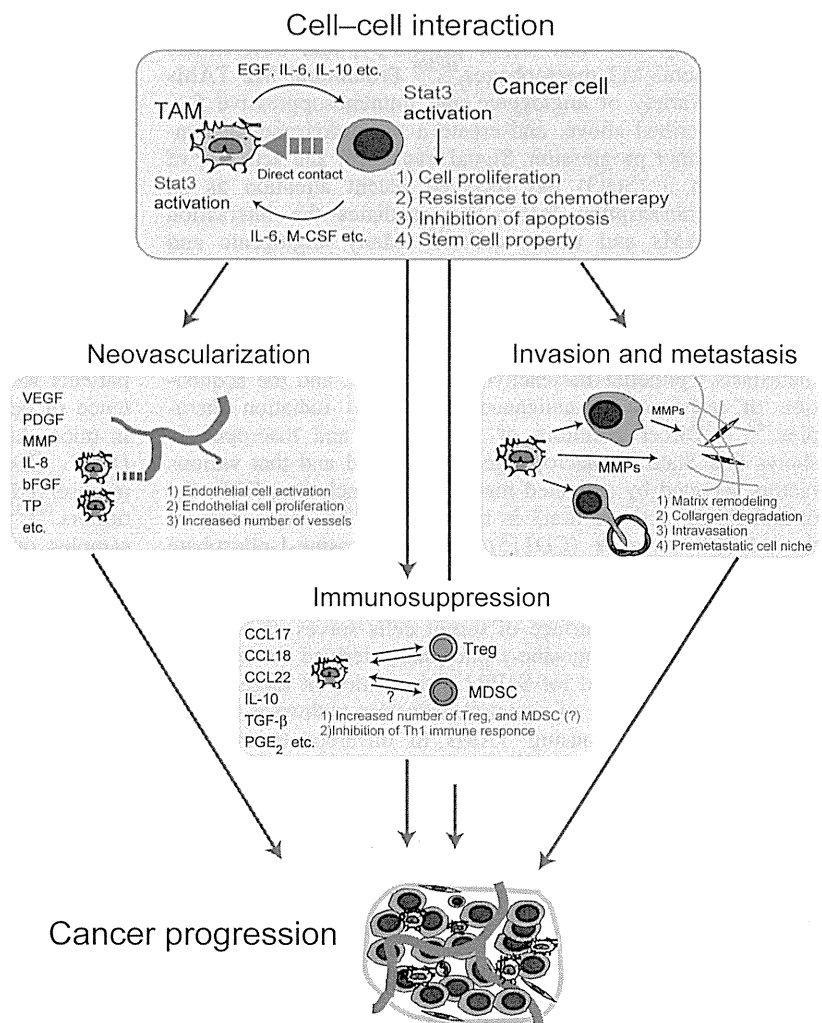 Cell–cell interaction
EGF, IL-6, IL-10 etc.
Cancer cell
TAM
Stat3
activation
Direct contact
Stat3
activation
IL-6, M-CSF etc.
1) Cell proliferation
2) Resistance to chemotherapy
3) Inhibition of apoptosis
4) Stem cell property
Neovascularization
VEGF
PDGF
MMP
IL-8
bFGF
TP
etc.
1) Endothelial cell activation
2) Endothelial cell proliferation
3) Increased number of vessels
Invasion and metastasis
MMPs
MMPs
1) Matrix remodeling
2) Collargen degradation
3) Intravasation
4) Premetastatic cell niche
Immunosuppression
CCL17
CCL18
CCL22
IL-10
TGF-β
PGE2 etc.
Treg
MDSC
?
1) Increased number of Treg, and MDSC (?)
2)Inhibition of Th1 immune responce
Cancer progression